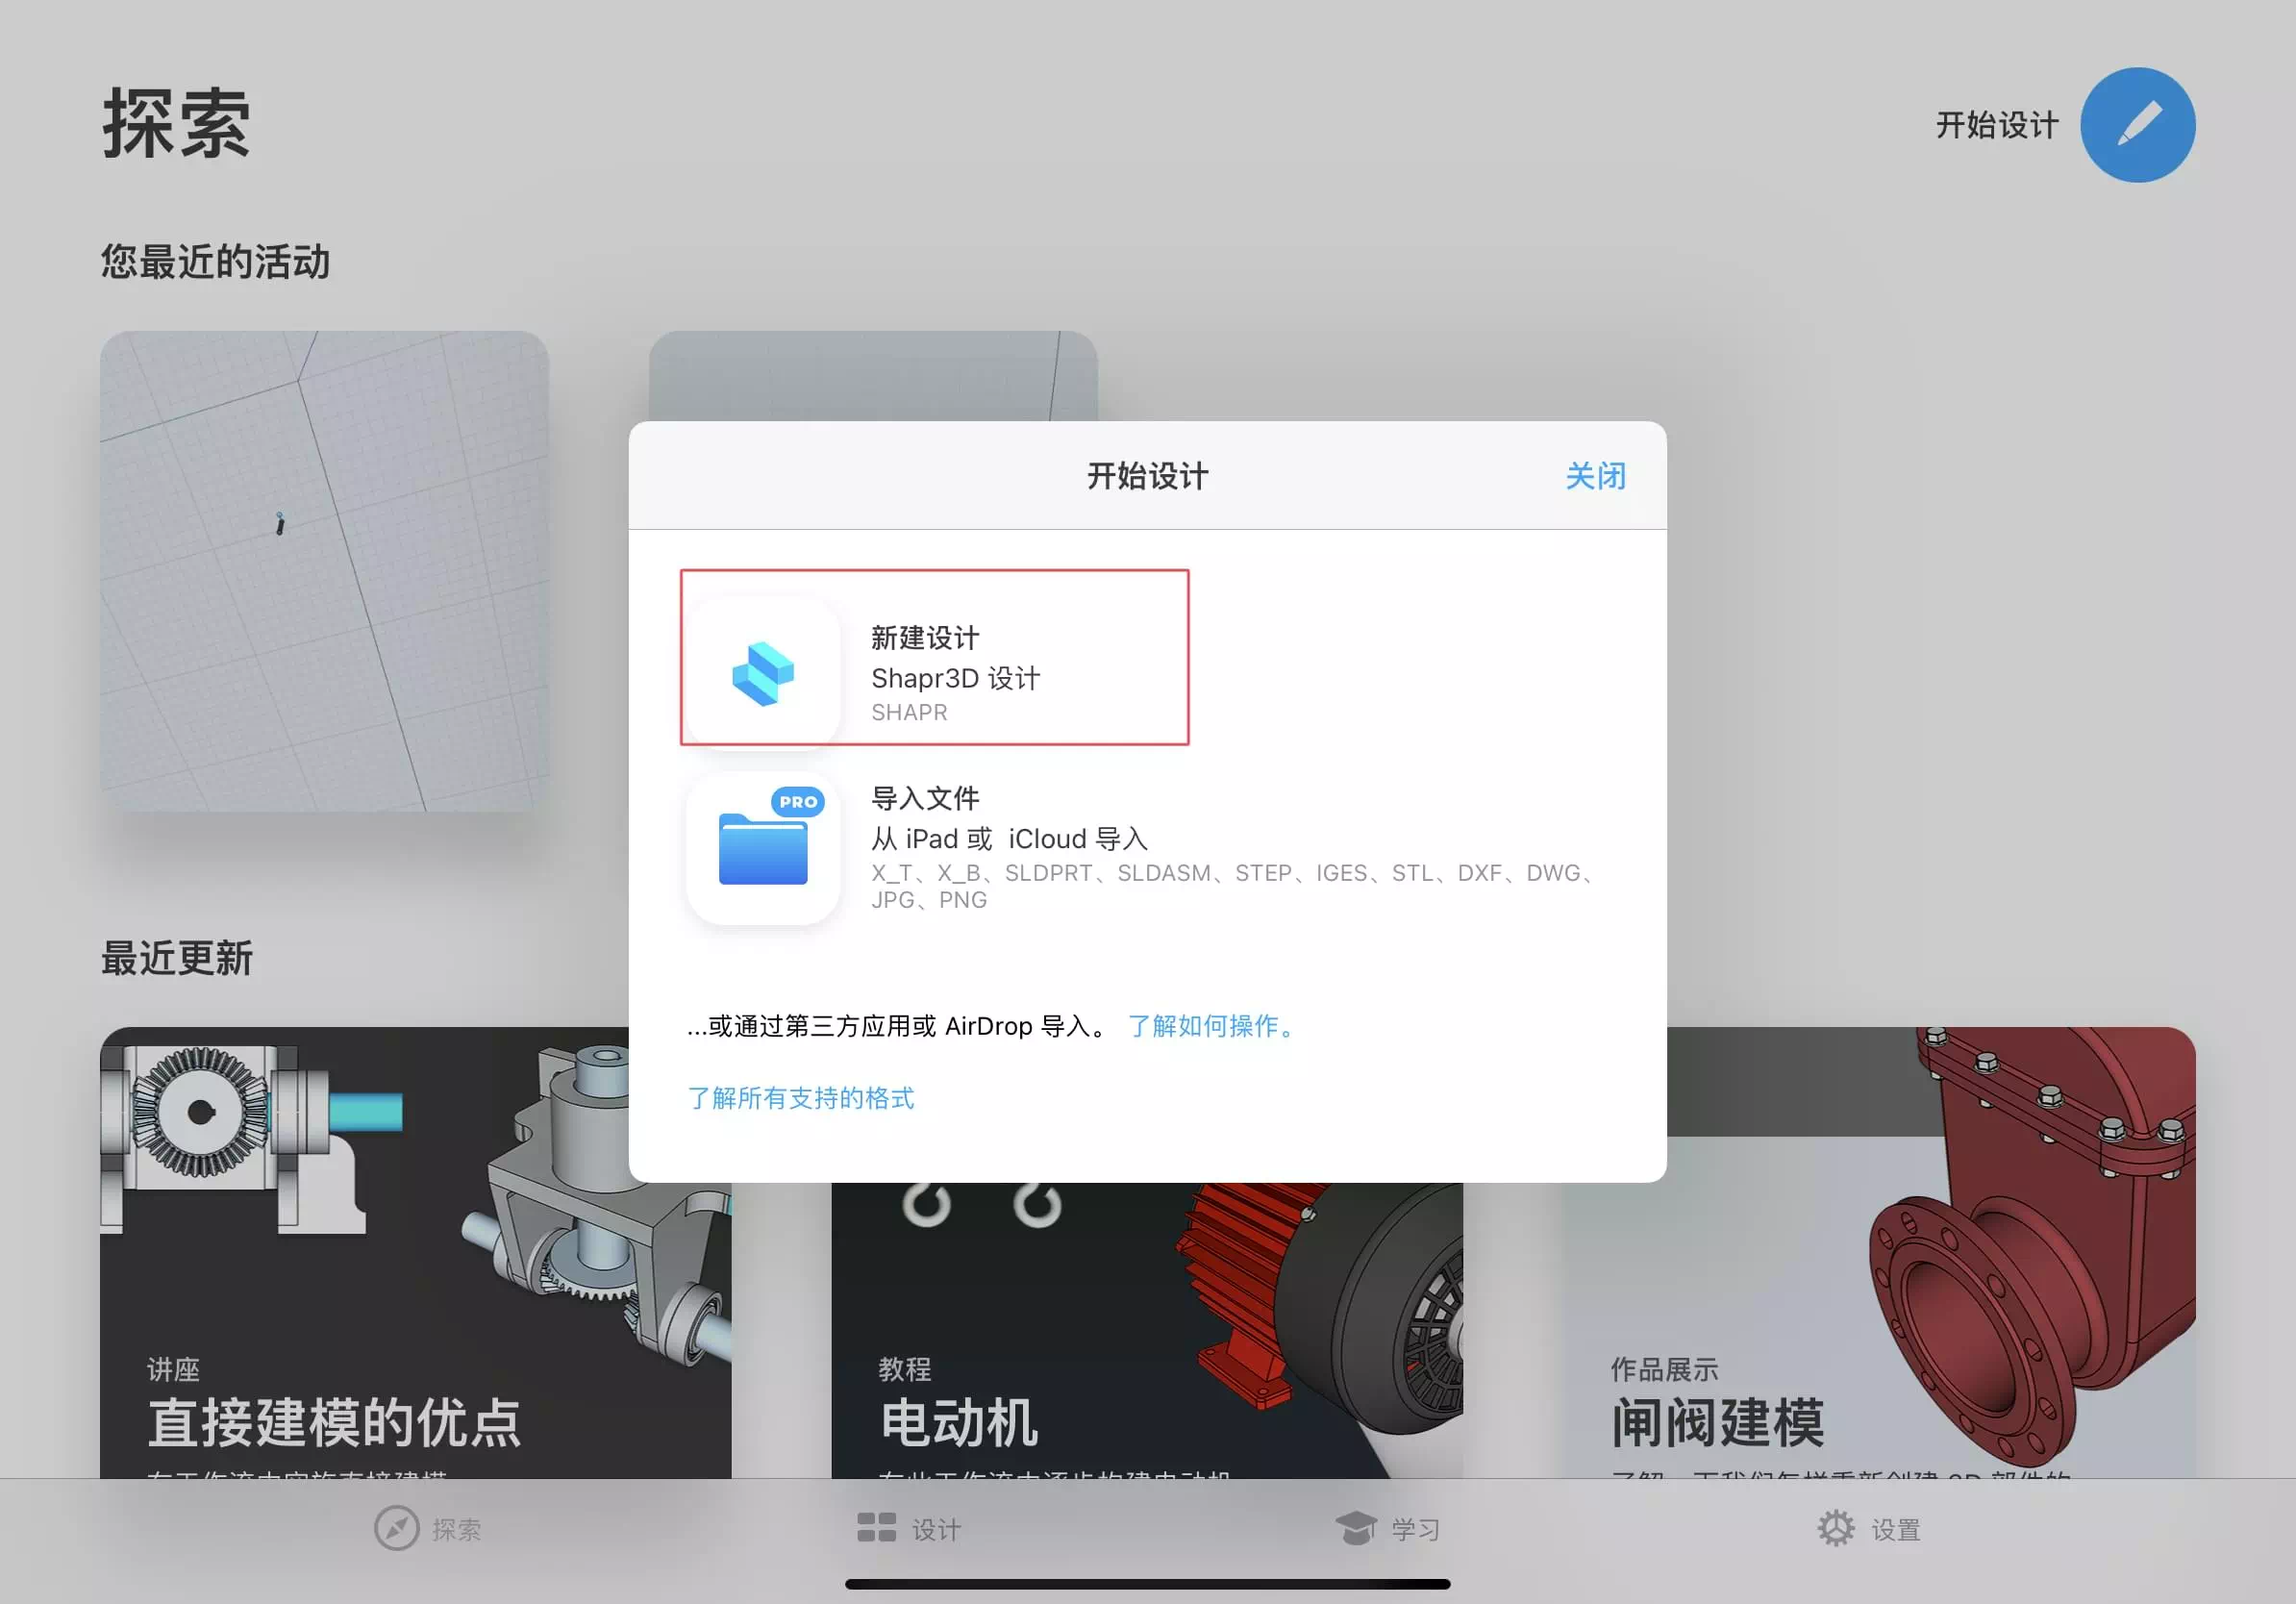 探索
开始设计
您最近的活动
开始设计
关闭
新建设计
Shapr3D 设计
SHAPR
PRO
导入文件
从 iPad 或 iCloud 导入
X_T、X_B、SLDPRT、SLDASM、STEP、IGES、STL、DXF、DWG、
JPG、PNG
...或通过第三方应用或 AirDrop 导入。 了解如何操作。
了解所有支持的格式
最近更新
讲座
直接建模的优点
教程
电动机
作品展示
闸阀建模
探索
设计
学习
设置